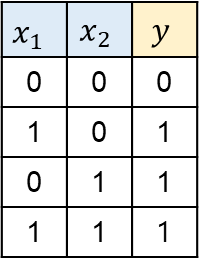 x₁ x₂ y
0 0 0
1 0 1
0 1 1
1 1 1